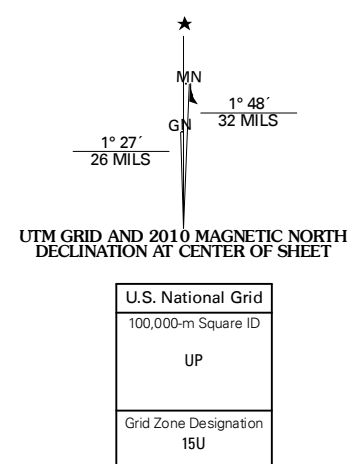 ★
MN
GN
1° 48´
32 MILS
1° 27´
26 MILS
UTM GRID AND 2010 MAGNETIC NORTH
DECLINATION AT CENTER OF SHEET
U.S. National Grid
100,000-m Square ID
UP
Grid Zone Designation
15U